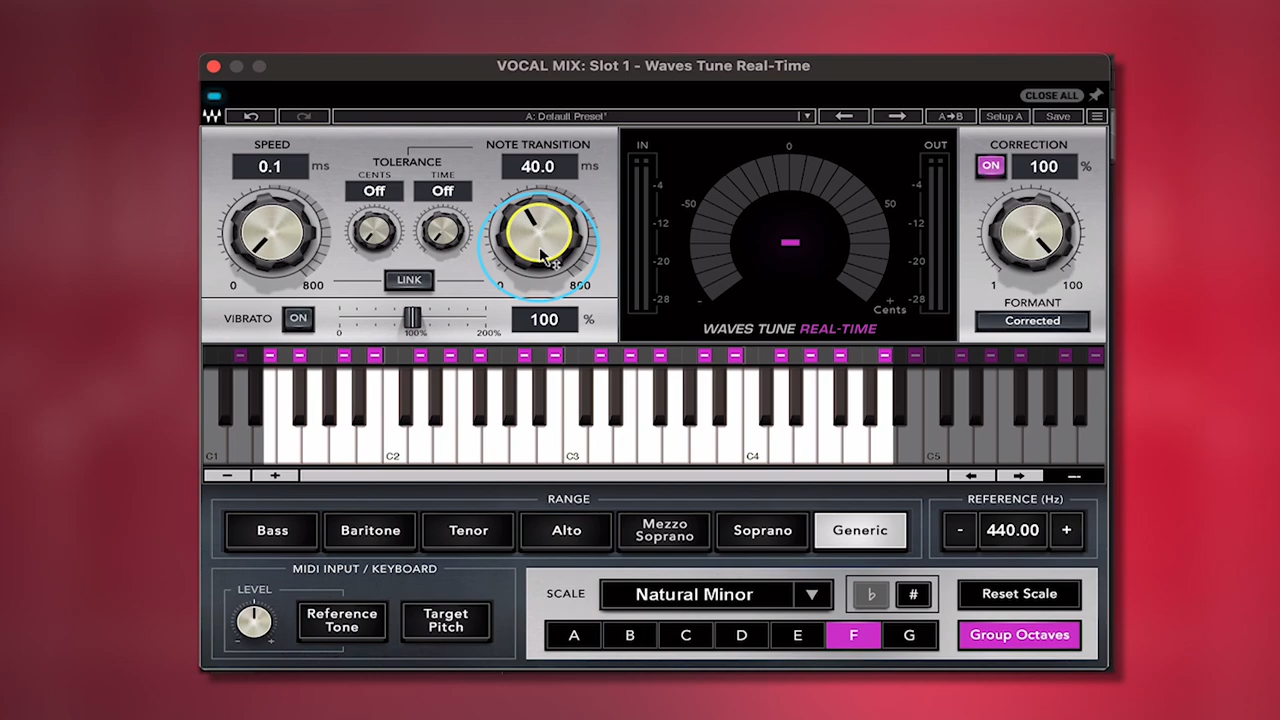 VOCAL MIX: Slot 1 - Waves Tune Real-Time
CLOSE ALL
A: Default Preset*
A→B
Setup A
Save
SPEED
0.1 ms
0 800
TOLERANCE
CENTS TIME
Off Off
LINK
NOTE TRANSITION
40.0 ms
0 800
VIBRATO ON
0 100% 200%
100 %
IN
OUT
-4
-12
-20
-28
-50 0 50
- +
Cents
-4
-12
-20
-28
WAVES TUNE REAL-TIME
CORRECTION
ON 100 %
1 100
FORMANT
Corrected
C1 C2 C3 C4 C5
- +
RANGE
Bass Baritone Tenor Alto Mezzo Soprano Soprano Generic
REFERENCE (Hz)
- 440.00 +
MIDI INPUT / KEYBOARD
LEVEL
- +
Reference Tone
Target Pitch
SCALE Natural Minor ♭ # Reset Scale
A B C D E F G Group Octaves